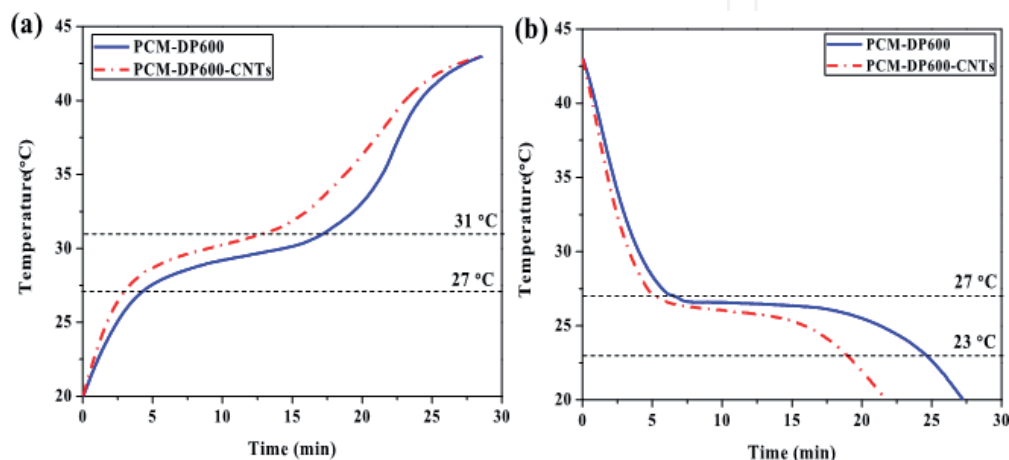 (a)
PCM-DP600
PCM-DP600-CNTs
45
40
35
30
25
20
Temperature(°C)
31 °C
27 °C
0 5 10 15 20 25 30
Time (min)
(b)
PCM-DP600
PCM-DP600-CNTs
45
40
35
30
25
20
Temperature(°C)
27 °C
23 °C
0 5 10 15 20 25 30
Time (min)